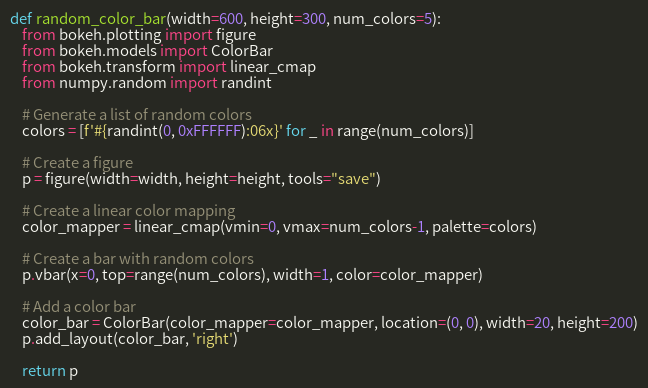 def random_color_bar(width=600, height=300, num_colors=5):
    from bokeh.plotting import figure
    from bokeh.models import ColorBar
    from bokeh.transform import linear_cmap
    from numpy.random import randint

    # Generate a list of random colors
    colors = [f'#{randint(0, 0xFFFFFF):06x}' for _ in range(num_colors)]

    # Create a figure
    p = figure(width=width, height=height, tools="save")

    # Create a linear color mapping
    color_mapper = linear_cmap(vmin=0, vmax=num_colors-1, palette=colors)

    # Create a bar with random colors
    p.vbar(x=0, top=range(num_colors), width=1, color=color_mapper)

    # Add a color bar
    color_bar = ColorBar(color_mapper=color_mapper, location=(0, 0), width=20, height=200)
    p.add_layout(color_bar, 'right')

    return p